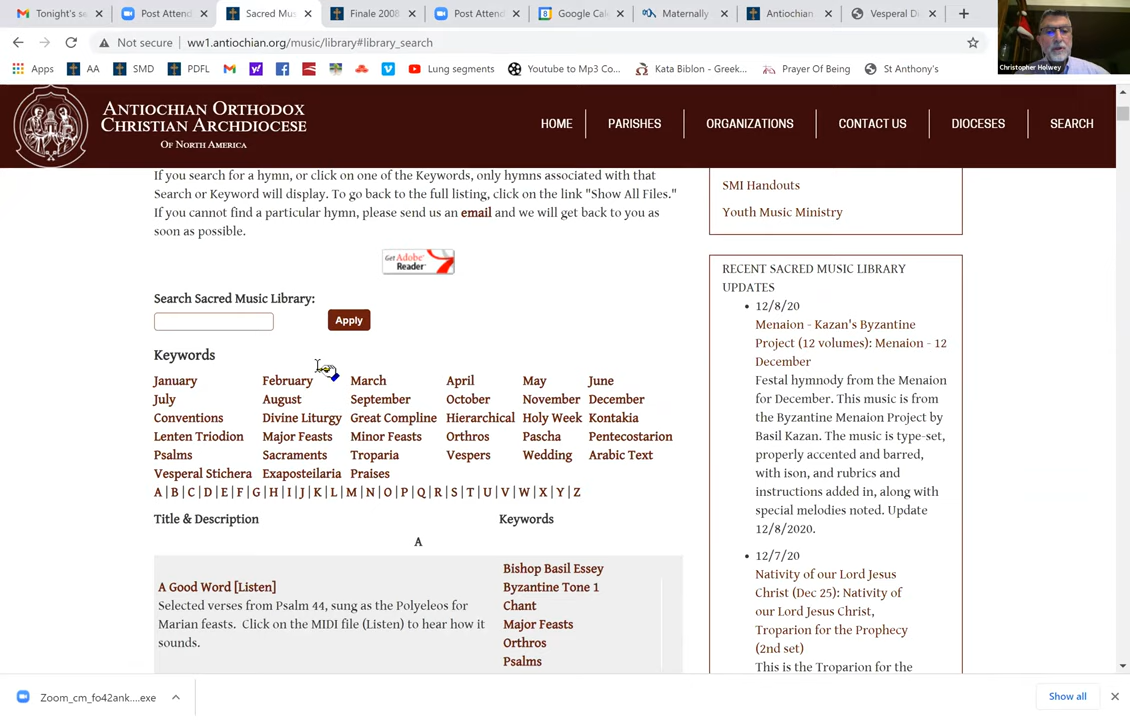 Tonight's se
Post Attend
Sacred Mus
Finale 2008
Post Attend
Google Cale
Maternally
Antiochian
Vesperal Di
Not secure | ww1.antiochian.org/music/library#library_search
Apps
AA
SMD
PDFL
Lung segments
Youtube to Mp3 Co...
Kata Biblon - Greek...
Prayer Of Being
St Anthony's
Christopher Holwey
ANTIOCHIAN ORTHODOX
CHRISTIAN ARCHDIOCESE
OF NORTH AMERICA
HOME
PARISHES
ORGANIZATIONS
CONTACT US
DIOCESES
SEARCH
If you search for a hymn, or click on one of the Keywords, only hymns associated with that
Search or Keyword will display. To go back to the full listing, click on the link "Show All Files."
If you cannot find a particular hymn, please send us an email and we will get back to you as
soon as possible.
Get Adobe
Reader
Search Sacred Music Library:
Apply
Keywords
January February March April May June
July August September October November December
Conventions Divine Liturgy Great Compline Hierarchical Holy Week Kontakia
Lenten Triodion Major Feasts Minor Feasts Orthros Pascha Pentecostarion
Psalms Sacraments Troparia Vespers Wedding Arabic Text
Vesperal Stichera Exaposteilaria Praises
A | B | C | D | E | F | G | H | I | J | K | L | M | N | O | P | Q | R | S | T | U | V | W | X | Y | Z
Title & Description Keywords
A
A Good Word [Listen]
Selected verses from Psalm 44, sung as the Polyeleos for
Marian feasts. Click on the MIDI file (Listen) to hear how it
sounds.
Bishop Basil Essey
Byzantine Tone 1
Chant
Major Feasts
Orthros
Psalms
SMI Handouts
Youth Music Ministry
RECENT SACRED MUSIC LIBRARY
UPDATES
• 12/8/20
Menaion - Kazan's Byzantine
Project (12 volumes): Menaion - 12
December
Festal hymnody from the Menaion
for December. This music is from
the Byzantine Menaion Project by
Basil Kazan. The music is type-set,
properly accented and barred,
with ison, and rubrics and
instructions added in, along with
special melodies noted. Update
12/8/2020.
• 12/7/20
Nativity of our Lord Jesus
Christ (Dec 25): Nativity of
our Lord Jesus Christ,
Troparion for the Prophecy
(2nd set)
This is the Troparion for the
Zoom_cm_fo42ank....exe
Show all